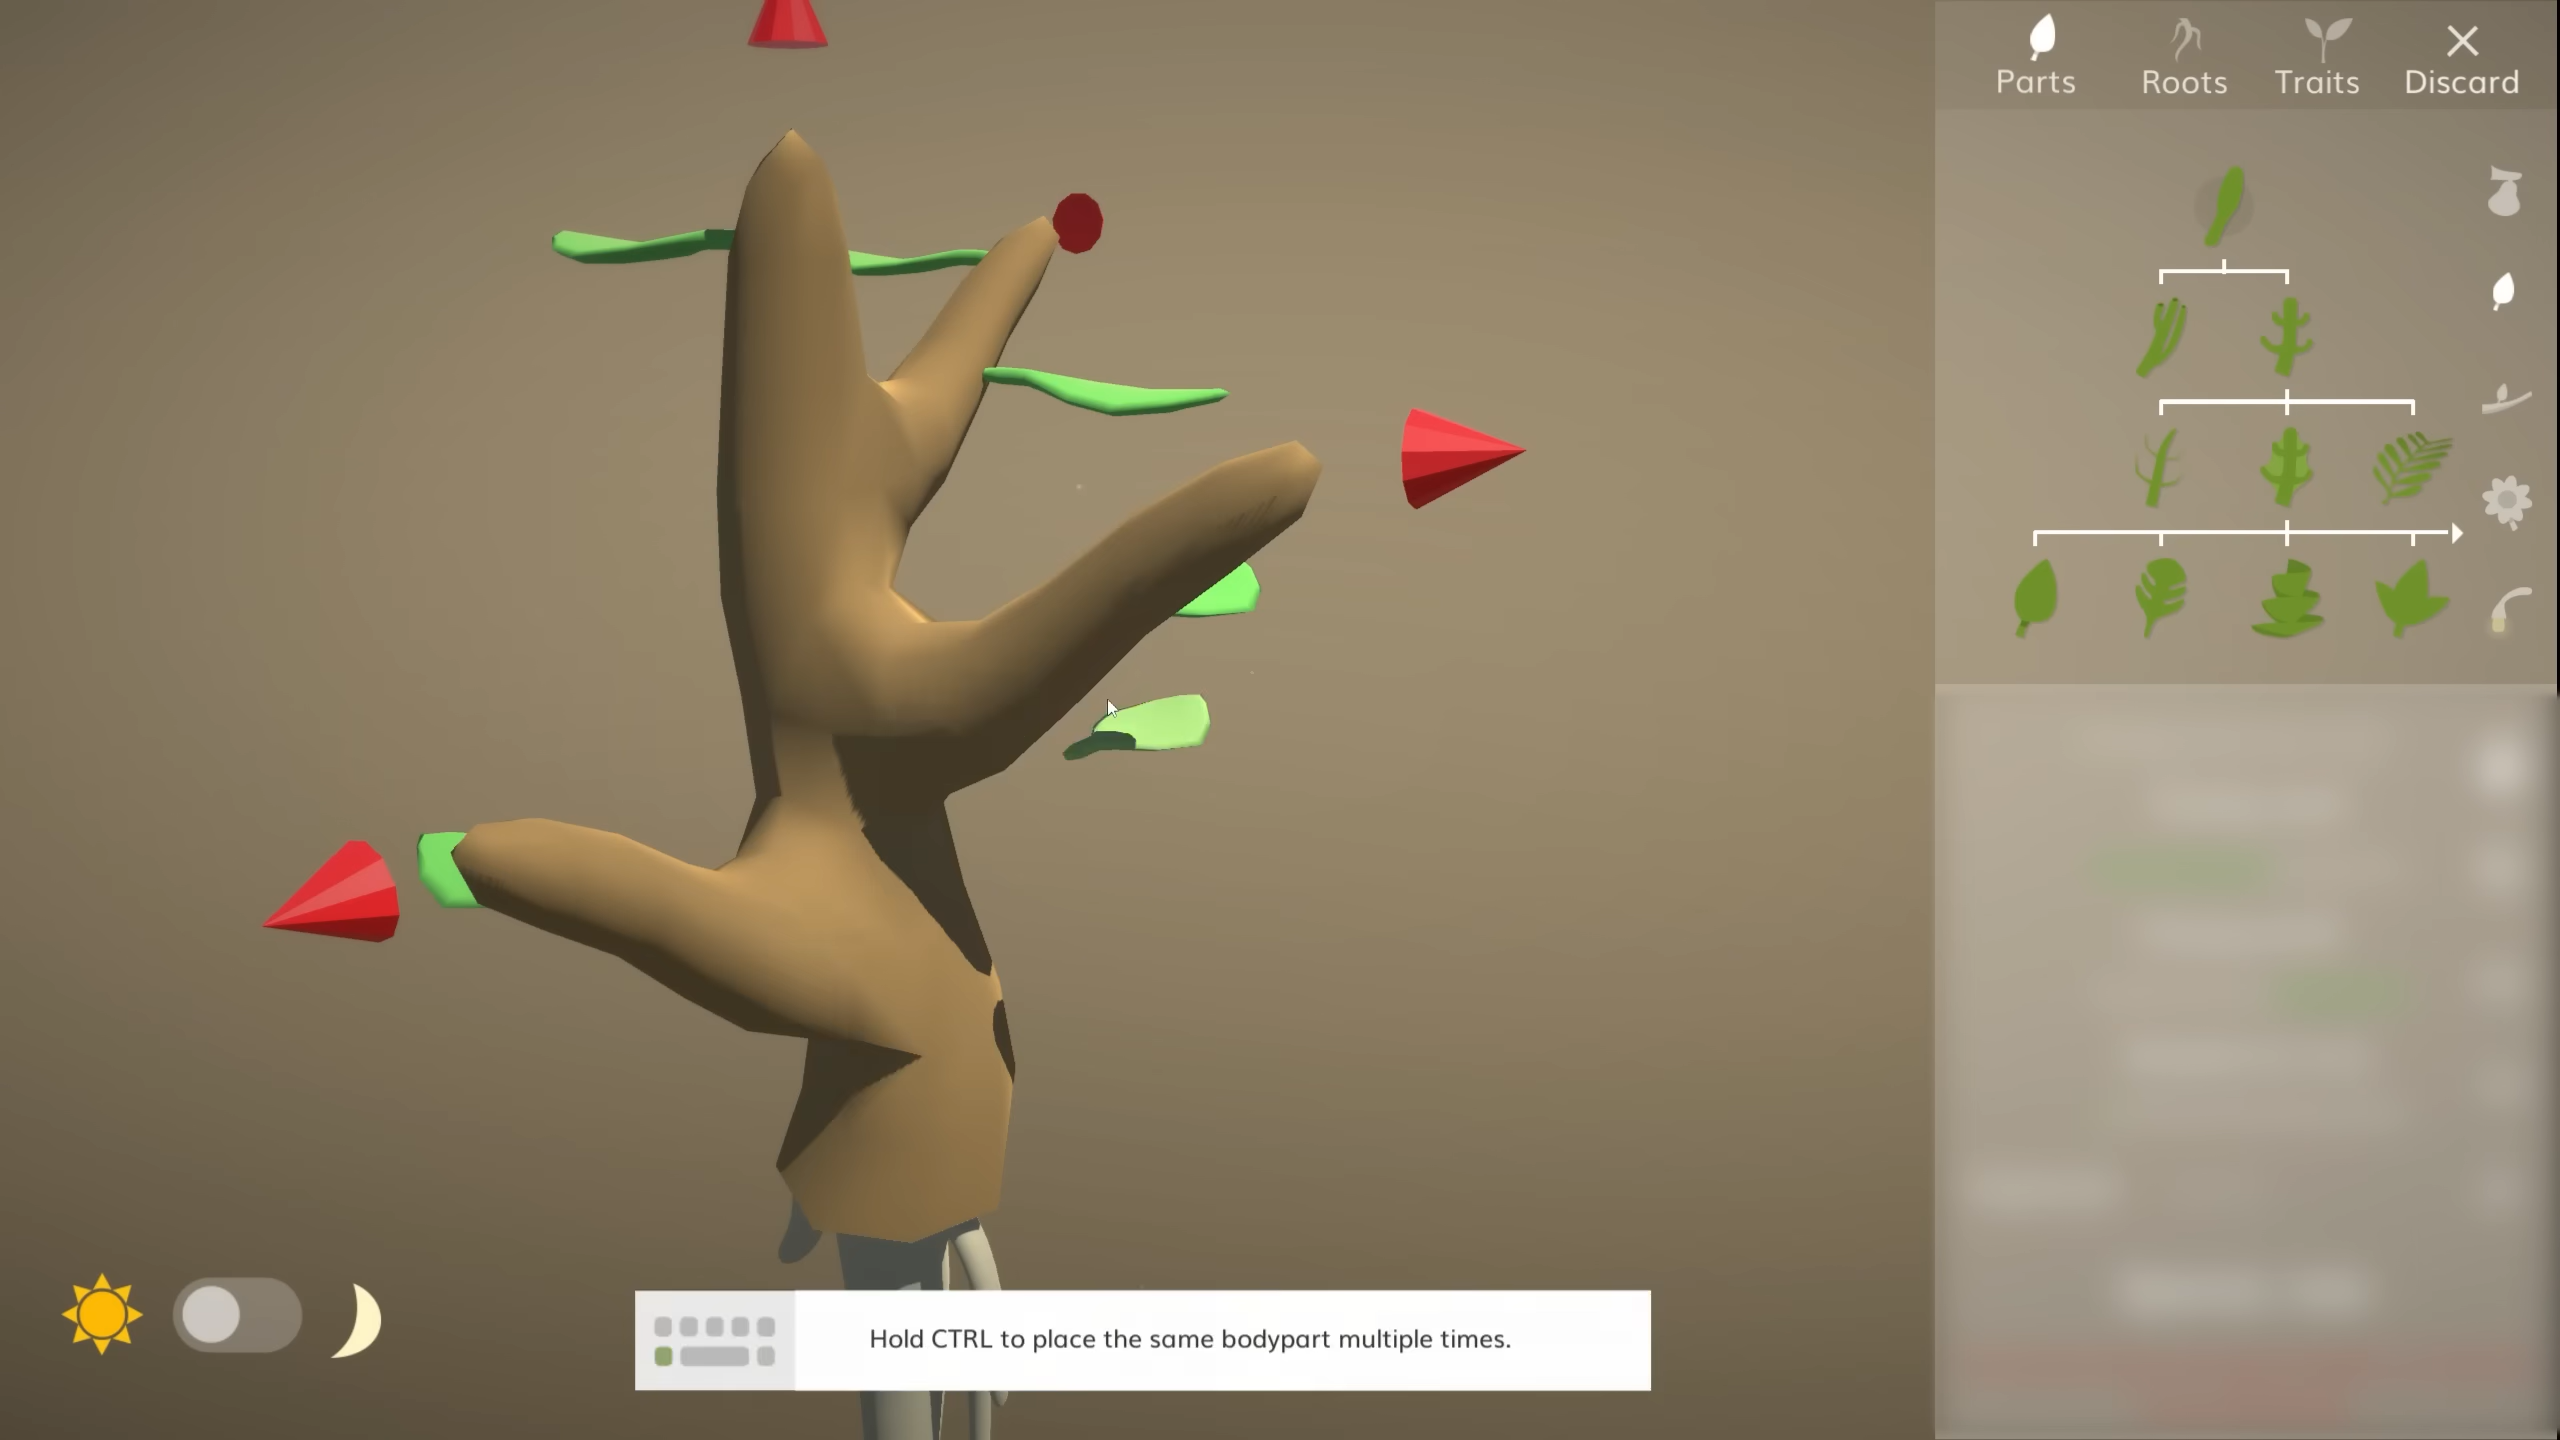 Parts
Roots
Traits
Discard
Hold CTRL to place the same bodypart multiple times.